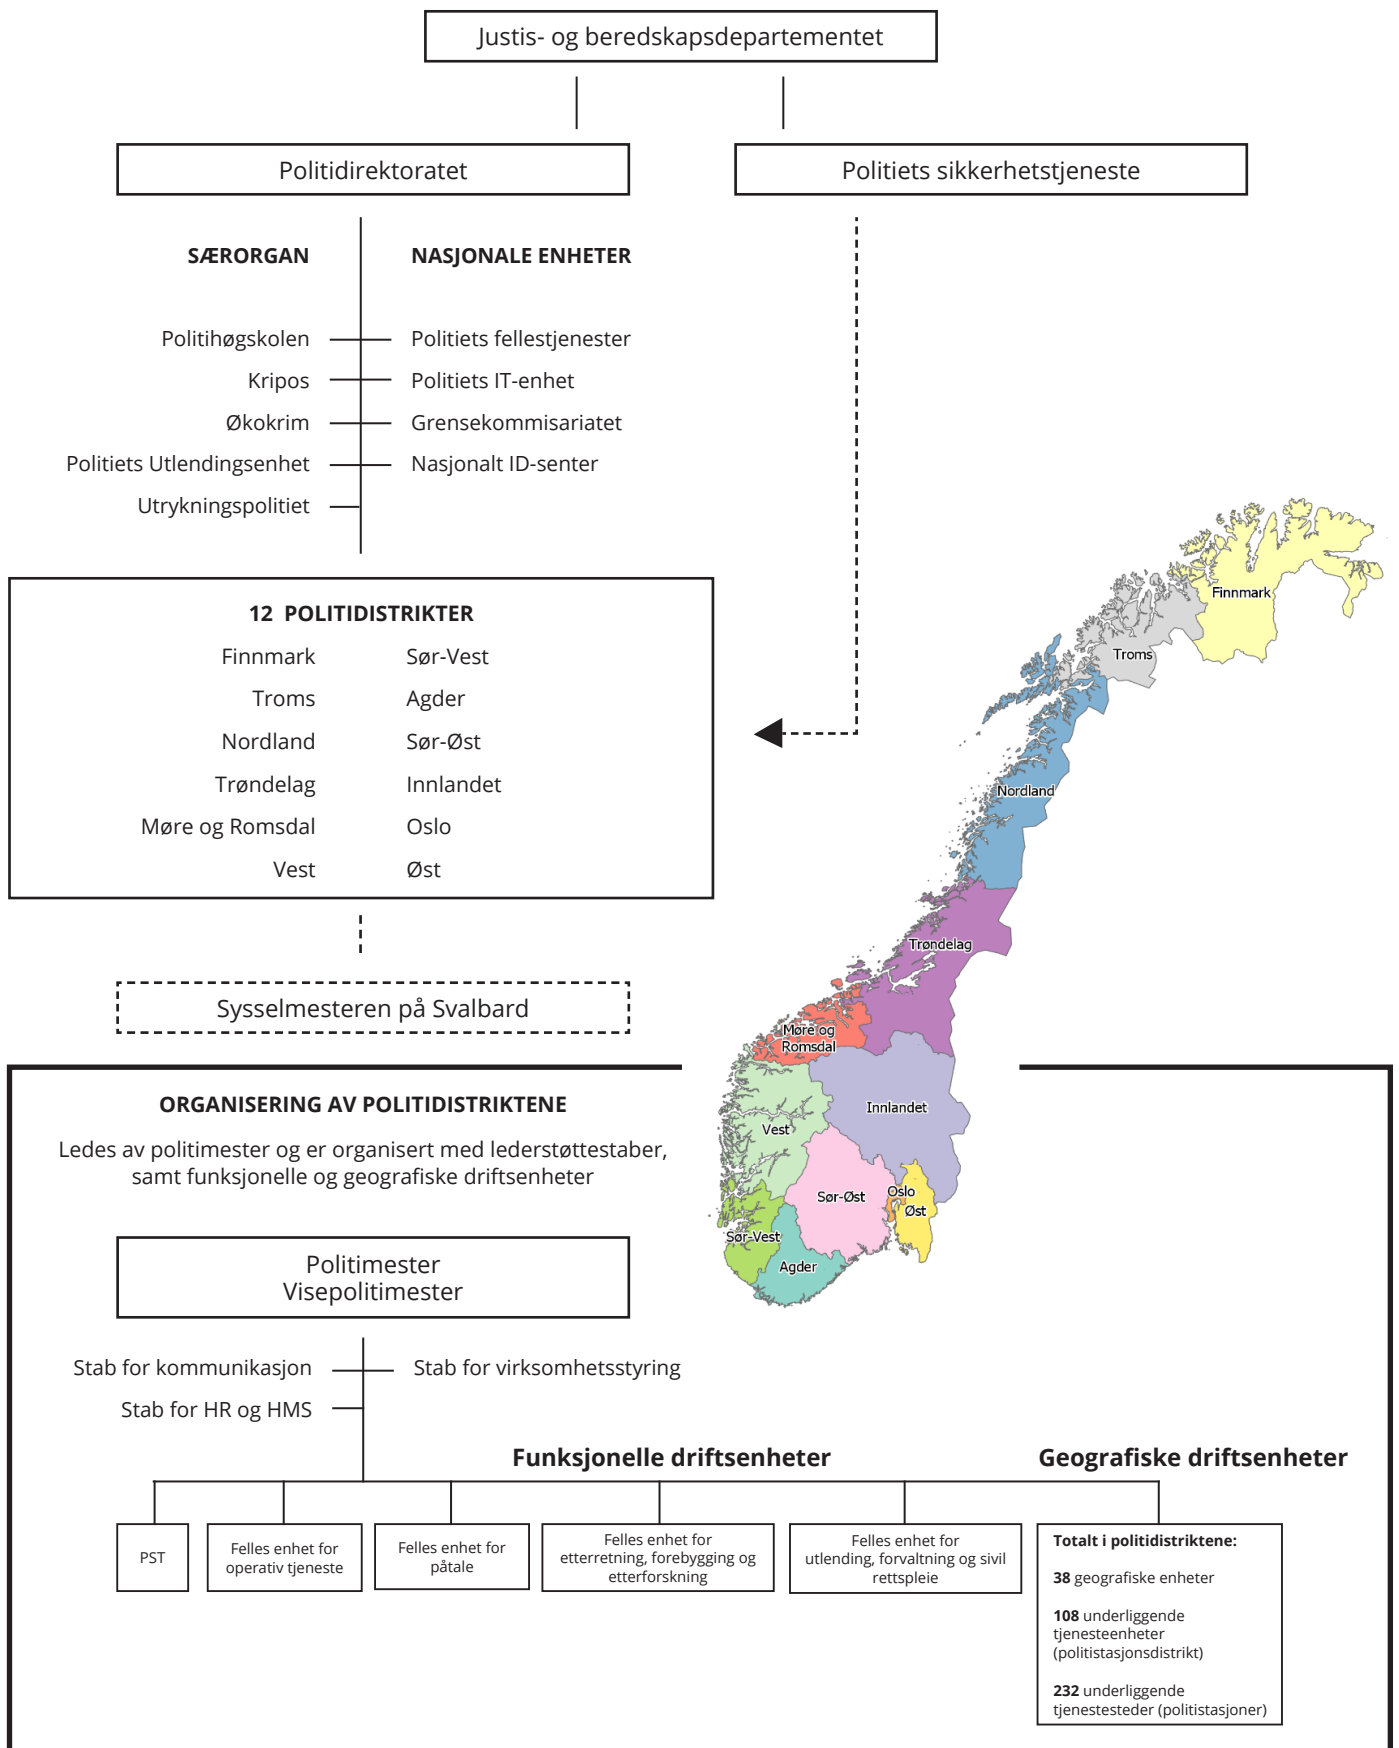 Justis- og beredskapsdepartementet
Politidirektoratet
Politiets sikkerhetstjeneste
SÆRORGAN
NASJONALE ENHETER
Politihøgskolen
Politiets fellestjenester
Kripos
Politiets IT-enhet
Økokrim
Grensekommisariatet
Politiets Utlendingsenhet
Nasjonalt ID-senter
Utrykningspolitiet
12 POLITIDISTRIKTER
Finnmark
Sør-Vest
Troms
Agder
Nordland
Sør-Øst
Trøndelag
Innlandet
Møre og Romsdal
Oslo
Vest
Øst
Sysselmesteren på Svalbard
Finnmark
Troms
Nordland
Trøndelag
Møre og
Romsdal
Innlandet
Vest
Sør-Øst
Oslo
Øst
Sør-Vest
Agder
ORGANISERING AV POLITIDISTRIKTENE
Ledes av politimester og er organisert med lederstøttestaber,
samt funksjonelle og geografiske driftsenheter
Politimester
Visepolitimester
Stab for kommunikasjon
Stab for virksomhetsstyring
Stab for HR og HMS
Funksjonelle driftsenheter
Geografiske driftsenheter
PST
Felles enhet for
operativ tjeneste
Felles enhet for
påtale
Felles enhet for
etterretning, forebygging og
etterforskning
Felles enhet for
utlending, forvaltning og sivil
rettspleie
Totalt i politidistriktene:
38 geografiske enheter
108 underliggende
tjenesteenheter
(politistasjonsdistrikt)
232 underliggende
tjenestesteder (politistasjoner)